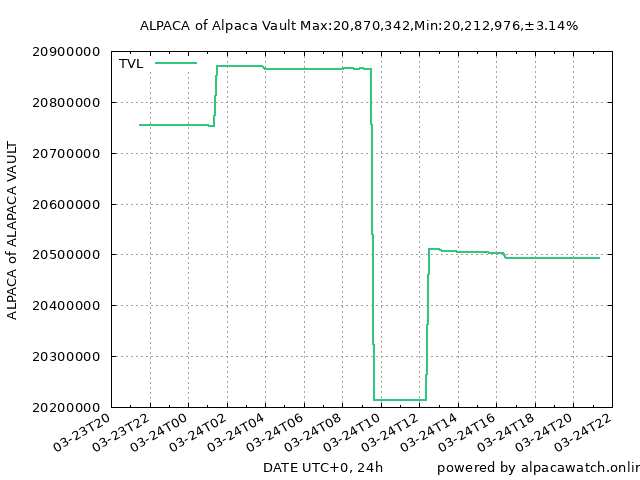 ALPACA of Alpaca Vault Max:20,870,342,Min:20,212,976,±3.14%
TVL
20900000
20800000
20700000
20600000
20500000
20400000
20300000
20200000
ALPACA of ALAPACA VAULT
03-23T20
03-23T22
03-24T00
03-24T02
03-24T04
03-24T06
03-24T08
03-24T10
03-24T12
03-24T14
03-24T16
03-24T18
03-24T20
03-24T22
DATE UTC+0, 24h
powered by alpacawatch.onlin